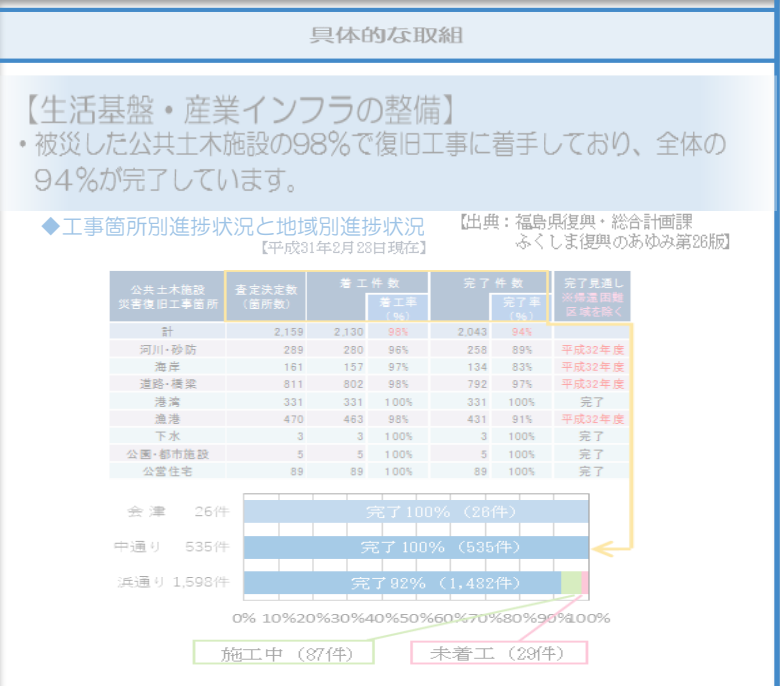 具体的な取組
【生活基盤・産業インフラの整備】
・被災した公共土木施設の98%で復旧工事に着手しており、全体の
94%が完了しています。
◆工事箇所別進捗状況と地域別進捗状況
【平成31年2月28日現在】
【出典：福島県復興・総合計画課
ふくしま復興のあゆみ第26版】
公共土木施設 災害復旧工事箇所 査定決定数 （箇所数） 着工件数 着工率 （%） 完了件数 完了率 （%） 完了見通し ※帰還困難 区域を除く
計 2,159 2,130 98% 2,043 94%
河川・砂防 289 280 96% 258 89% 平成32年度
海岸 161 157 97% 134 83% 平成32年度
道路・橋梁 811 802 98% 792 97% 平成32年度
港湾 331 331 100% 331 100% 完了
漁港 470 463 98% 431 91% 平成32年度
下水 3 3 100% 3 100% 完了
公園・都市施設 5 5 100% 5 100% 完了
公営住宅 89 89 100% 89 100% 完了
会津 26件 完了100% （26件）
中通り 535件 完了100% （535件）
浜通り 1,598件 完了92% （1,482件）
0% 10% 20% 30% 40% 50% 60% 70% 80% 90% 100%
施工中 （87件） 未着工 （29件）